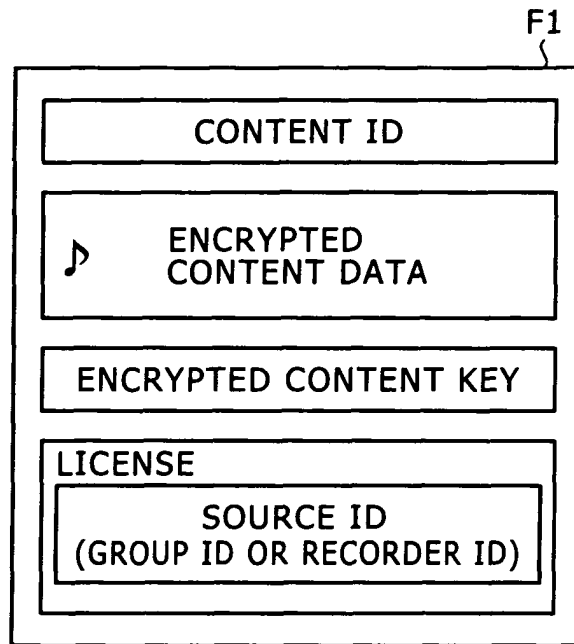 F1
CONTENT ID
ENCRYPTED
CONTENT DATA
ENCRYPTED CONTENT KEY
LICENSE
SOURCE ID
(GROUP ID OR RECORDER ID)